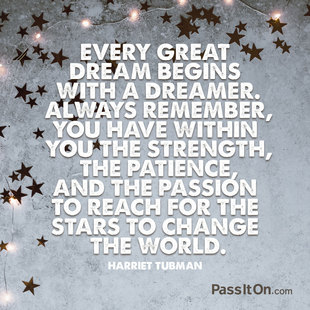 EVERY GREAT
DREAM BEGINS
WITH A DREAMER.
ALWAYS REMEMBER,
YOU HAVE WITHIN
YOU THE STRENGTH,
THE PATIENCE,
AND THE PASSION
TO REACH FOR THE
STARS TO CHANGE
THE WORLD.
HARRIET TUBMAN
PassItOn.com